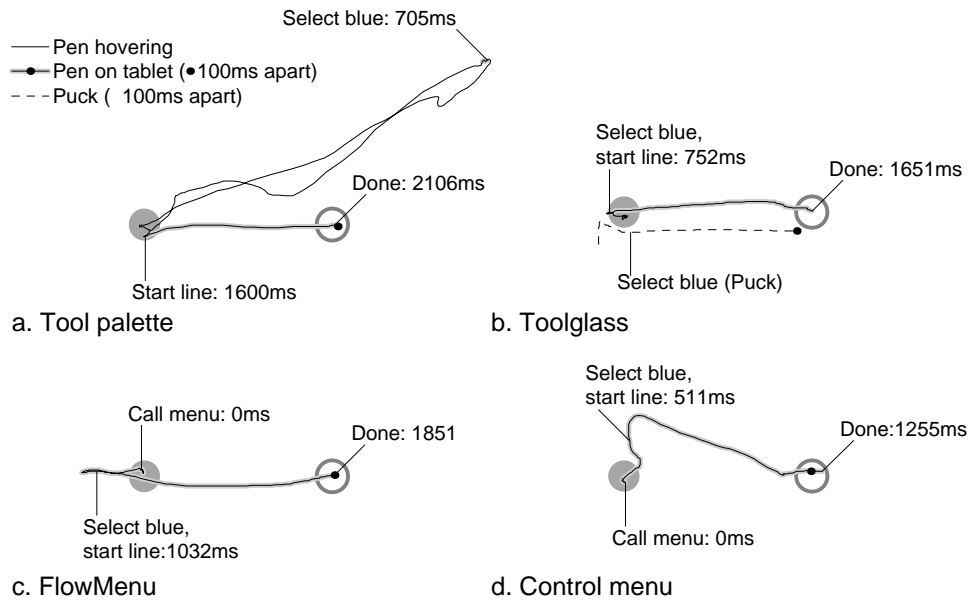 Select blue: 705ms
Pen hovering
Pen on tablet (●100ms apart)
Puck (  100ms apart)
Done: 2106ms
Start line: 1600ms
a. Tool palette
Select blue,
start line: 752ms
Done: 1651ms
Select blue (Puck)
b. Toolglass
Call menu: 0ms
Done: 1851
Select blue,
start line:1032ms
c. FlowMenu
Select blue,
start line: 511ms
Done:1255ms
Call menu: 0ms
d. Control menu